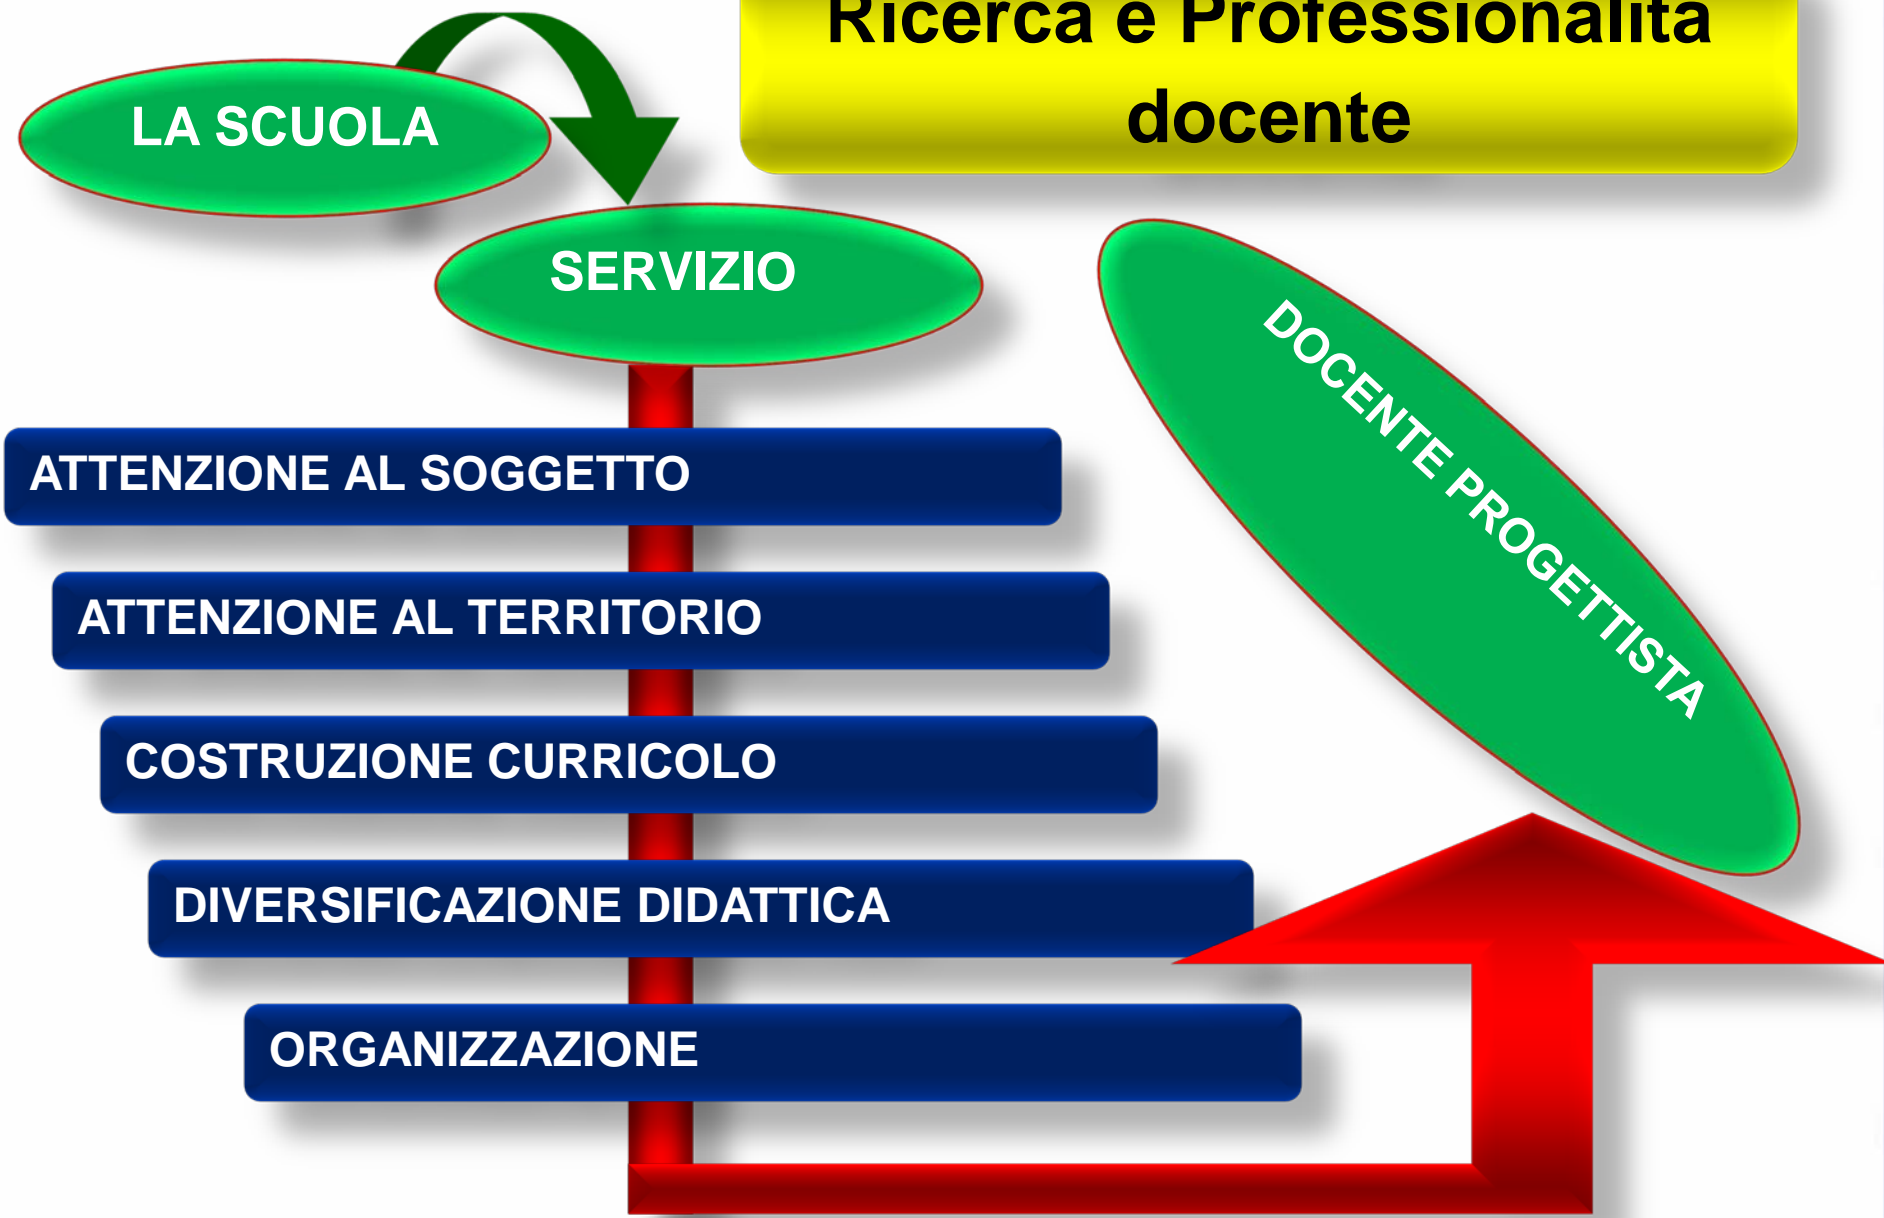 Ricerca e Professionalità
docente
LA SCUOLA
SERVIZIO
DOCENTE PROGETTISTA
ATTENZIONE AL SOGGETTO
ATTENZIONE AL TERRITORIO
COSTRUZIONE CURRICOLO
DIVERSIFICAZIONE DIDATTICA
ORGANIZZAZIONE